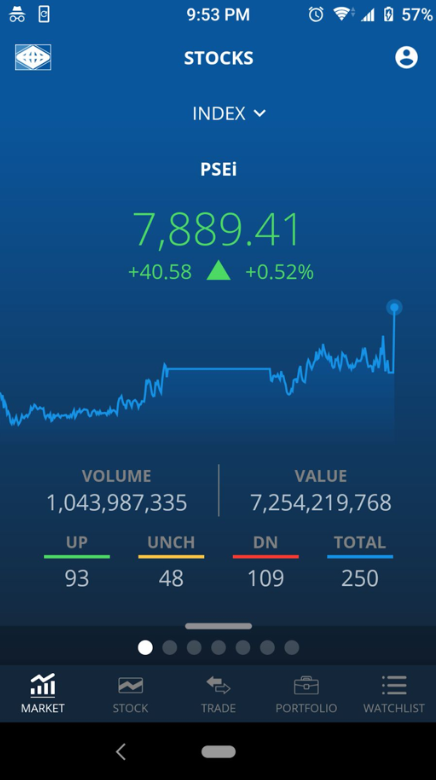 9:53 PM 57%
STOCKS
INDEX
PSEi
7,889.41
+40.58 +0.52%
VOLUME VALUE
1,043,987,335 7,254,219,768
UP UNCH DN TOTAL
93 48 109 250
MARKET STOCK TRADE PORTFOLIO WATCHLIST